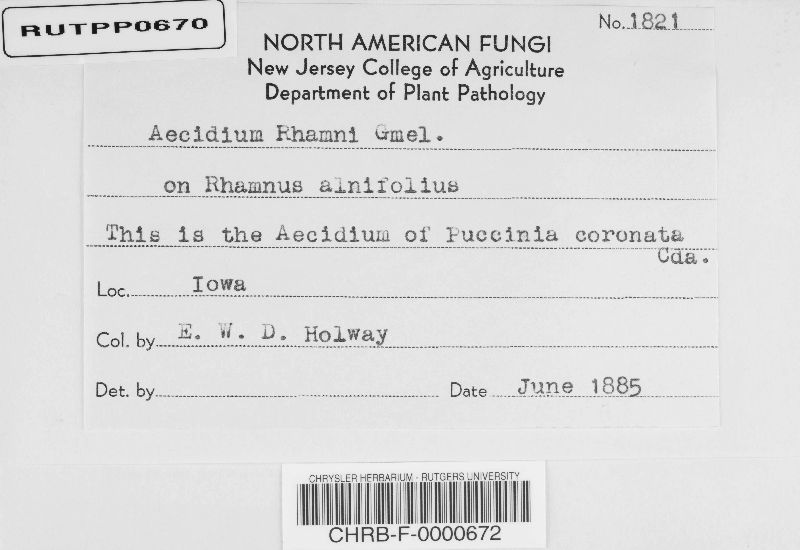 RUTPP0670
No. 1821
NORTH AMERICAN FUNGI
New Jersey College of Agriculture
Department of Plant Pathology
Aecidium Rhamni Gmel.
on Rhamnus alnifolius
This is the Aecidium of Puccinia coronata
Cda.
Loc. Iowa
Col. by E. W. D. Holway
Det. by
Date June 1885
CHRYSLER HERBARIUM - RUTGERS UNIVERSITY
CHRB-F-0000672